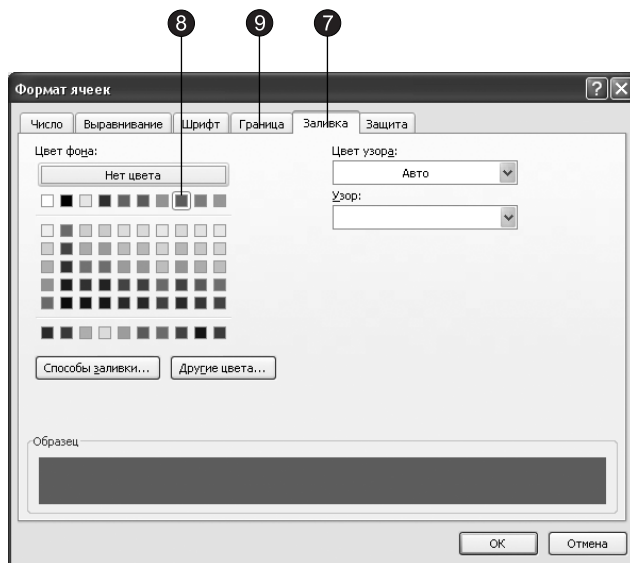 8 9 7
Формат ячеек
Число Выравнивание Шрифт Граница Заливка Защита
Цвет фона: Цвет узора:
Нет цвета Авто
Узор:
Способы заливки... Другие цвета...
Образец
ОК Отмена